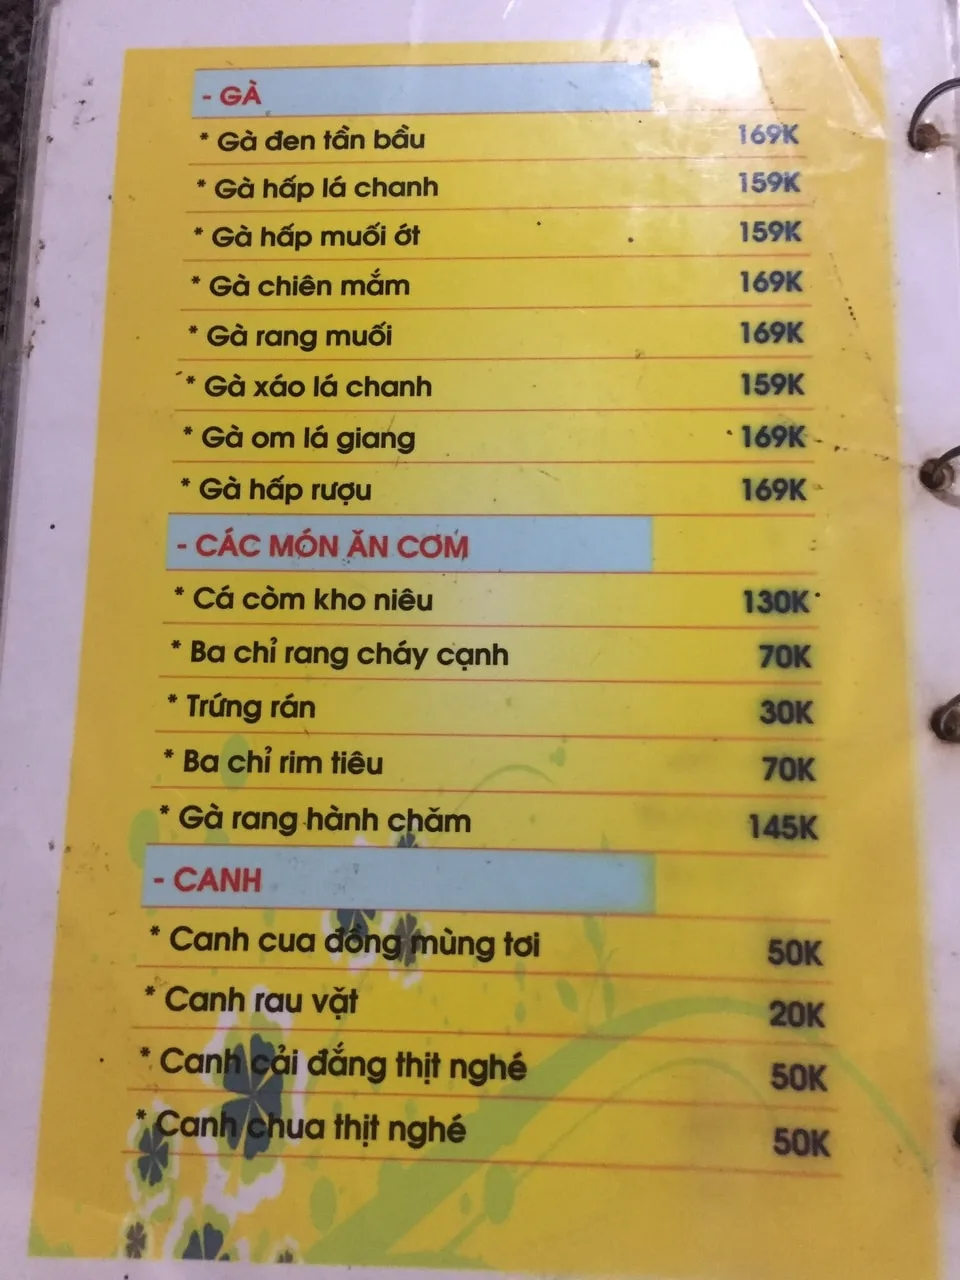 - GÀ
* Gà đen tần bầu 169K
* Gà hấp lá chanh 159K
* Gà hấp muối ớt 159K
* Gà chiên mắm 169K
* Gà rang muối 169K
* Gà xáo lá chanh 159K
* Gà om lá giang 169K
* Gà hấp rượu 169K
- CÁC MÓN ĂN CƠM
* Cá còm kho niêu 130K
* Ba chỉ rang cháy cạnh 70K
* Trứng rán 30K
* Ba chỉ rim tiêu 70K
* Gà rang hành chăm 145K
- CANH
* Canh cua đồng mùng tơi 50K
* Canh rau vặt 20K
* Canh cải đắng thịt nghé 50K
* Canh chua thịt nghé 50K